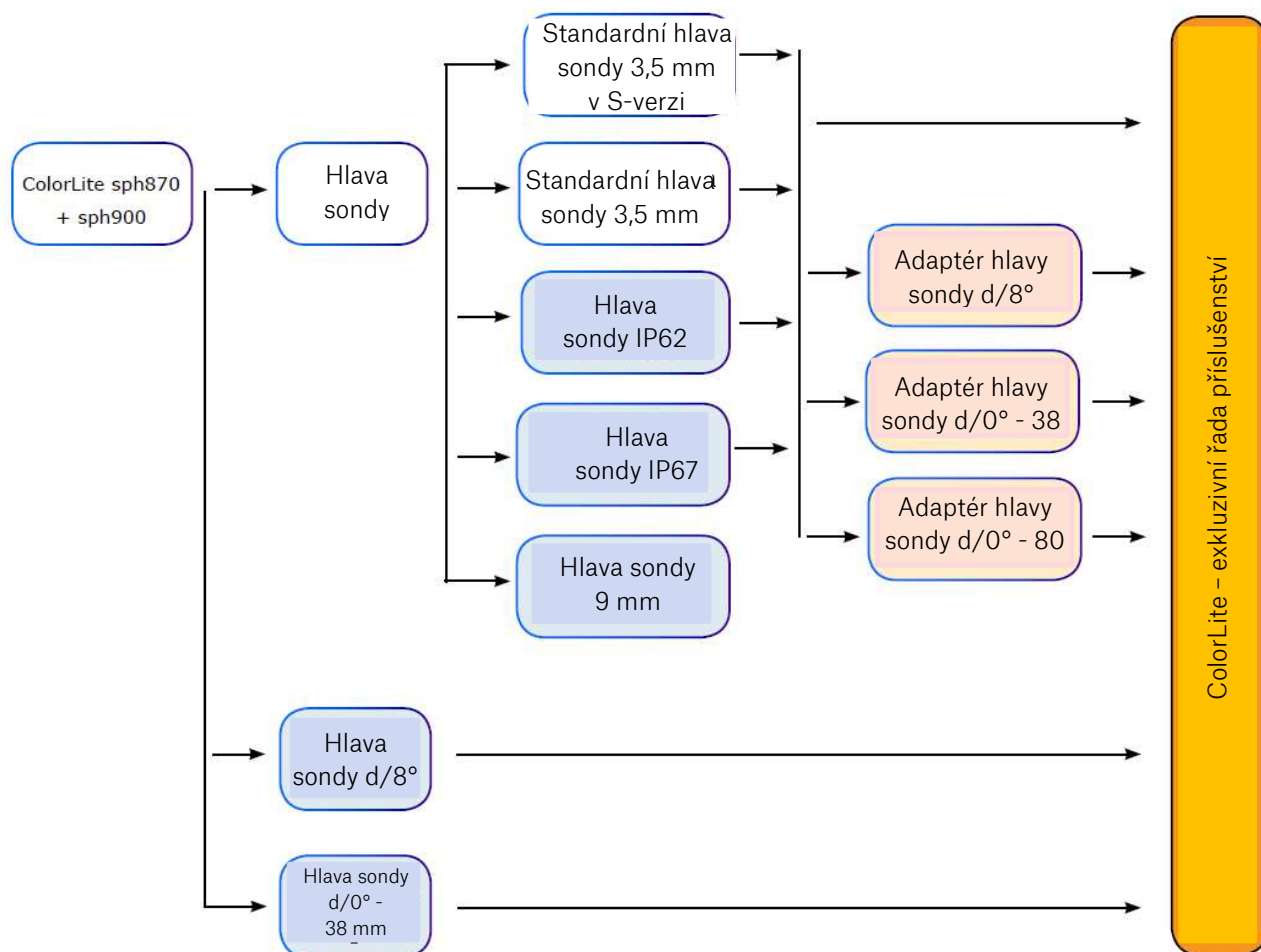 Standardní hlava
sondy 3,5 mm
v S-verzi
ColorLite sph870
+ sph900
Hlava
sondy
Standardní hlava
sondy 3,5 mm
Adaptér hlavy
sondy d/8°
Hlava
sondy IP62
Adaptér hlavy
sondy d/0° - 38
Hlava
sondy IP67
Adaptér hlavy
sondy d/0° - 80
Hlava sondy
9 mm
Hlava
sondy d/8°
Hlava sondy
d/0° -
38 mm
ColorLite – exkluzivní řada příslušenství